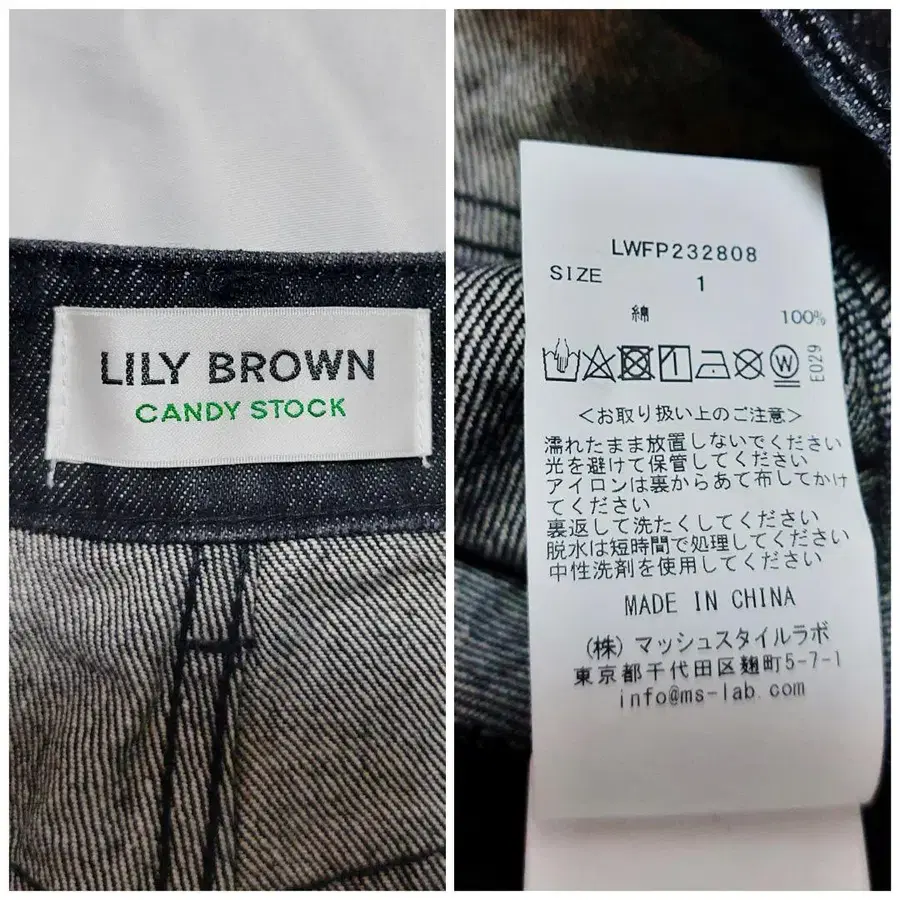 LILY BROWN
CANDY STOCK
LWFP232808
SIZE 1
綿 100%
W
E029
<お取り扱い上のご注意>
濡れたまま放置しないでください
光を避けて保管してください
アイロンは裏からあて布してかけ
てください
裏返して洗たくしてください
脱水は短時間で処理してください
中性洗剤を使用してください
MADE IN CHINA
(株) マッシュスタイルラボ
東京都千代田区麹町5-7-1
info@ms-lab.com